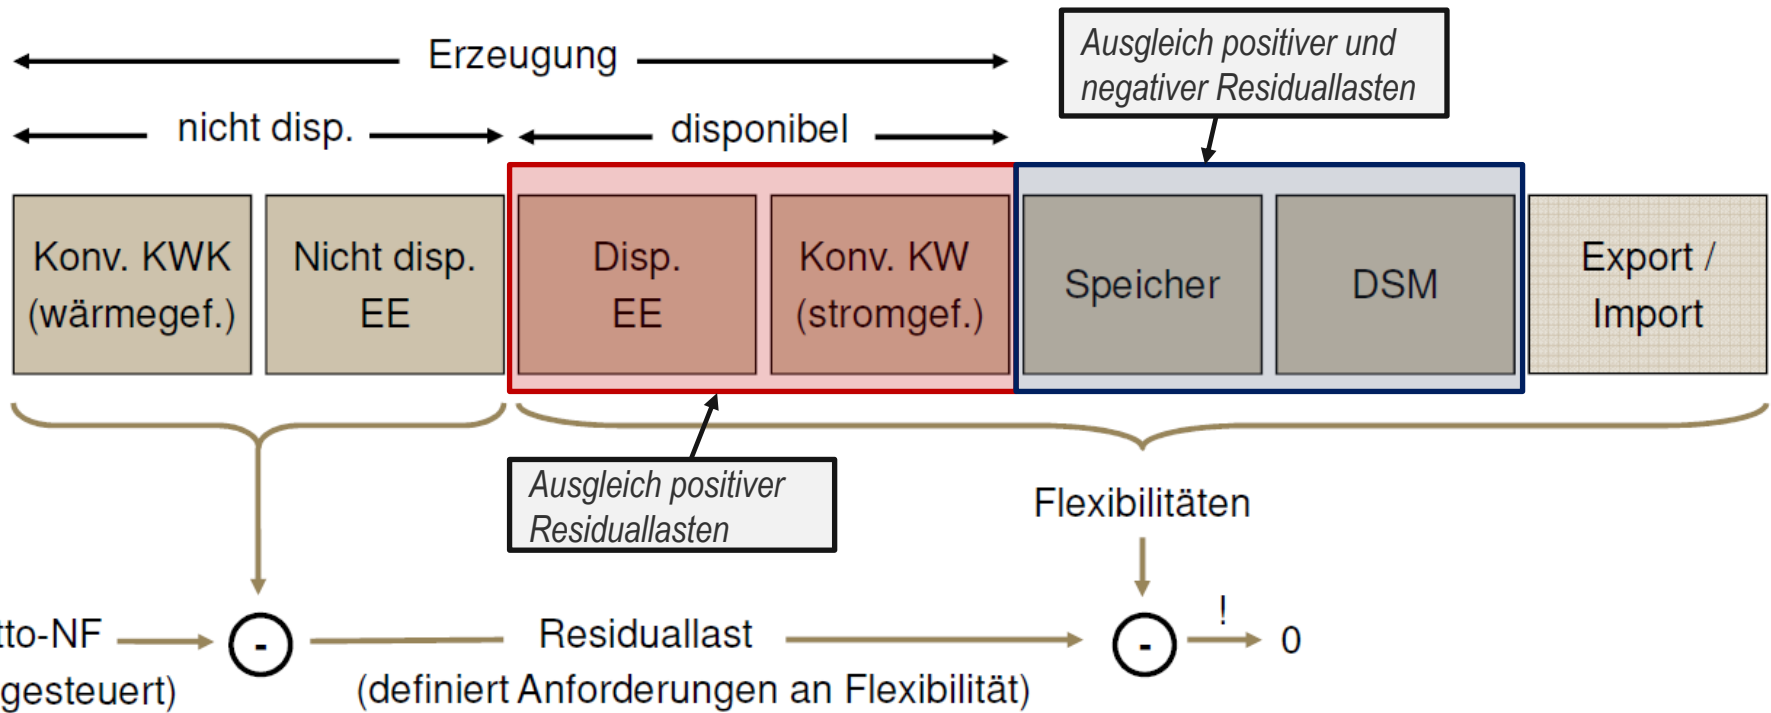 Erzeugung
Ausgleich positiver und
negativer Residuallasten
nicht disp.
disponibel
Konv. KWK
(wärmegef.)
Nicht disp.
EE
Disp.
EE
Konv. KW
(stromgef.)
Speicher
DSM
Export /
Import
Ausgleich positiver
Residuallasten
Flexibilitäten
tto-NF
gesteuert)
-
Residuallast
(definiert Anforderungen an Flexibilität)
-
!
0